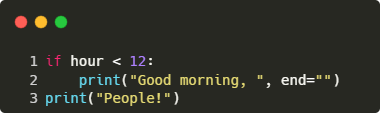 1 if hour < 12:
2     print("Good morning, ", end="")
3 print("People!")